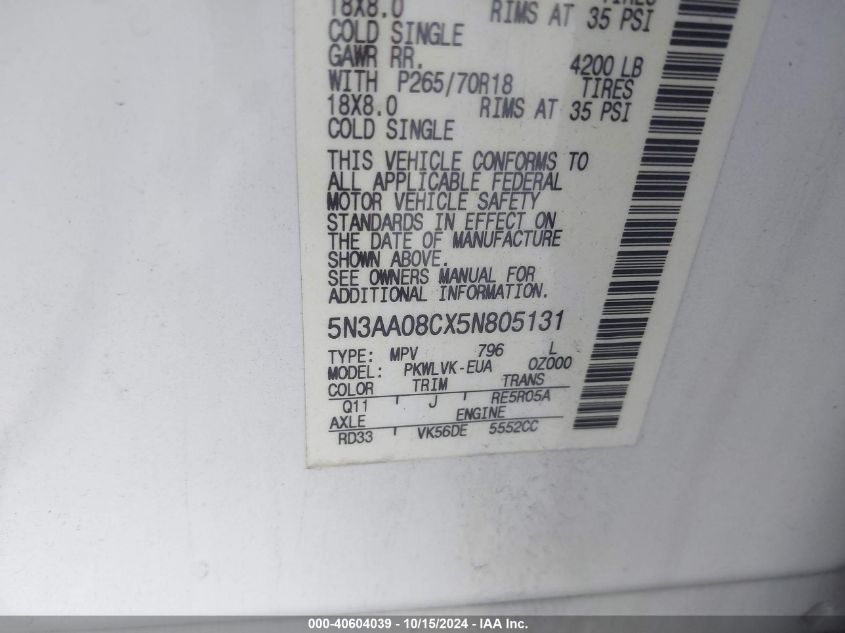 TIRES
18X8.0 RIMS AT 35 PSI
COLD SINGLE
GAWR RR. 4200 LB
WITH P265/70R18 TIRES
18X8.0 RIMS AT 35 PSI
COLD SINGLE
THIS VEHICLE CONFORMS TO
ALL APPLICABLE FEDERAL
MOTOR VEHICLE SAFETY
STANDARDS IN EFFECT ON
THE DATE OF MANUFACTURE
SHOWN ABOVE.
SEE OWNERS MANUAL FOR
ADDITIONAL INFORMATION.
5N3AA08CX5N805131
TYPE: MPV 796 L
MODEL: PKWLVK-EUA 0Z000
COLOR TRIM TRANS
Q11 J RE5R05A
AXLE ENGINE
RD33 VK56DE 5552CC
000-40604039 - 10/15/2024 - IAA Inc.